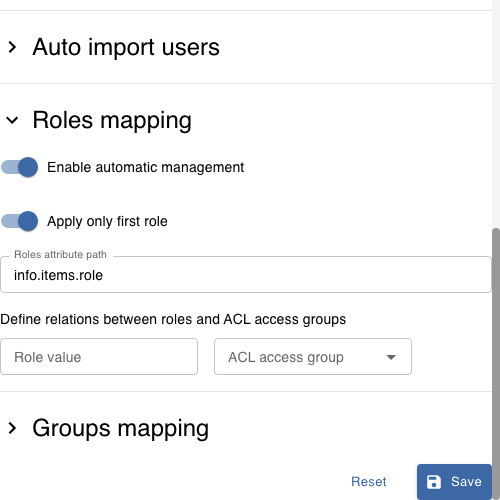 Auto import users
Roles mapping
Enable automatic management
Apply only first role
Roles attribute path
info.items.role
Define relations between roles and ACL access groups
Role value
ACL access group
Groups mapping
Reset
Save